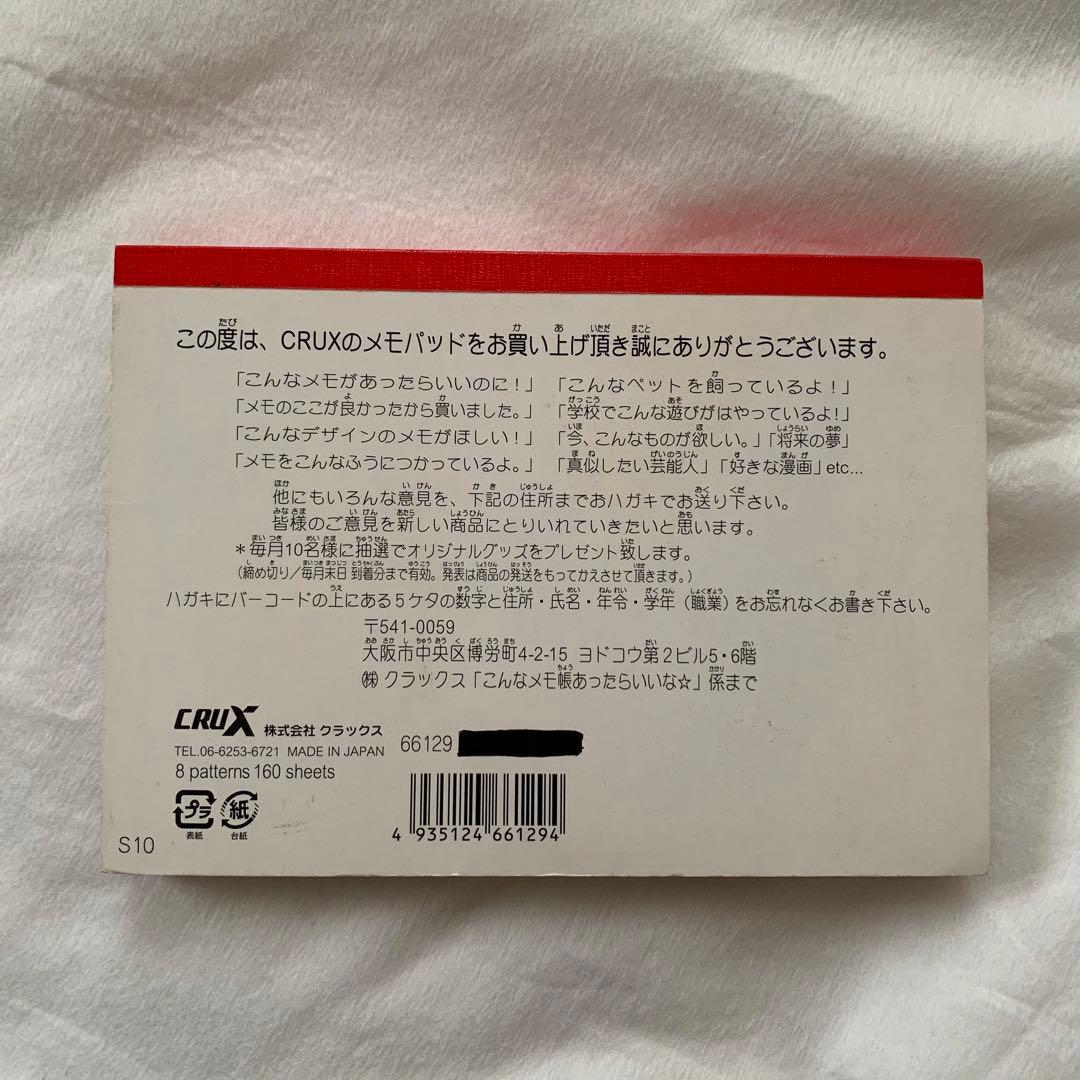 この度は、CRUXのメモパッドをお買い上げ頂き誠にありがとうございます。
「こんなメモがあったらいいのに！」 「こんなペットを飼っているよ！」
「メモのここが良かったから買いました。」 「学校でこんな遊びがはやっているよ！」
「こんなデザインのメモがほしい！」 「今、こんなものが欲しい。」「将来の夢」
「メモをこんなふうにつかっているよ。」 「真似したい芸能人」「好きな漫画」etc...
他にもいろんな意見を、下記の住所までおハガキでお送り下さい。
皆様のご意見を新しい商品にとりいれていきたいと思います。
＊毎月10名様に抽選でオリジナルグッズをプレゼント致します。
（締め切り／毎月末日到着分まで有効。発表は商品の発送をもってかえさせて頂きます。）
ハガキにバーコードの上にある5ケタの数字と住所・氏名・年令・学年（職業）をお忘れなくお書き下さい。
〒541-0059
大阪市中央区博労町4-2-15 ヨドコウ第2ビル5・6階
㈱クラックス「こんなメモ帳あったらいいな☆」係まで
CRUX 株式会社 クラックス
TEL.06-6253-6721 MADE IN JAPAN 66129
8 patterns 160 sheets
プラ 紙
表紙 台紙
4 935124 661294
S10